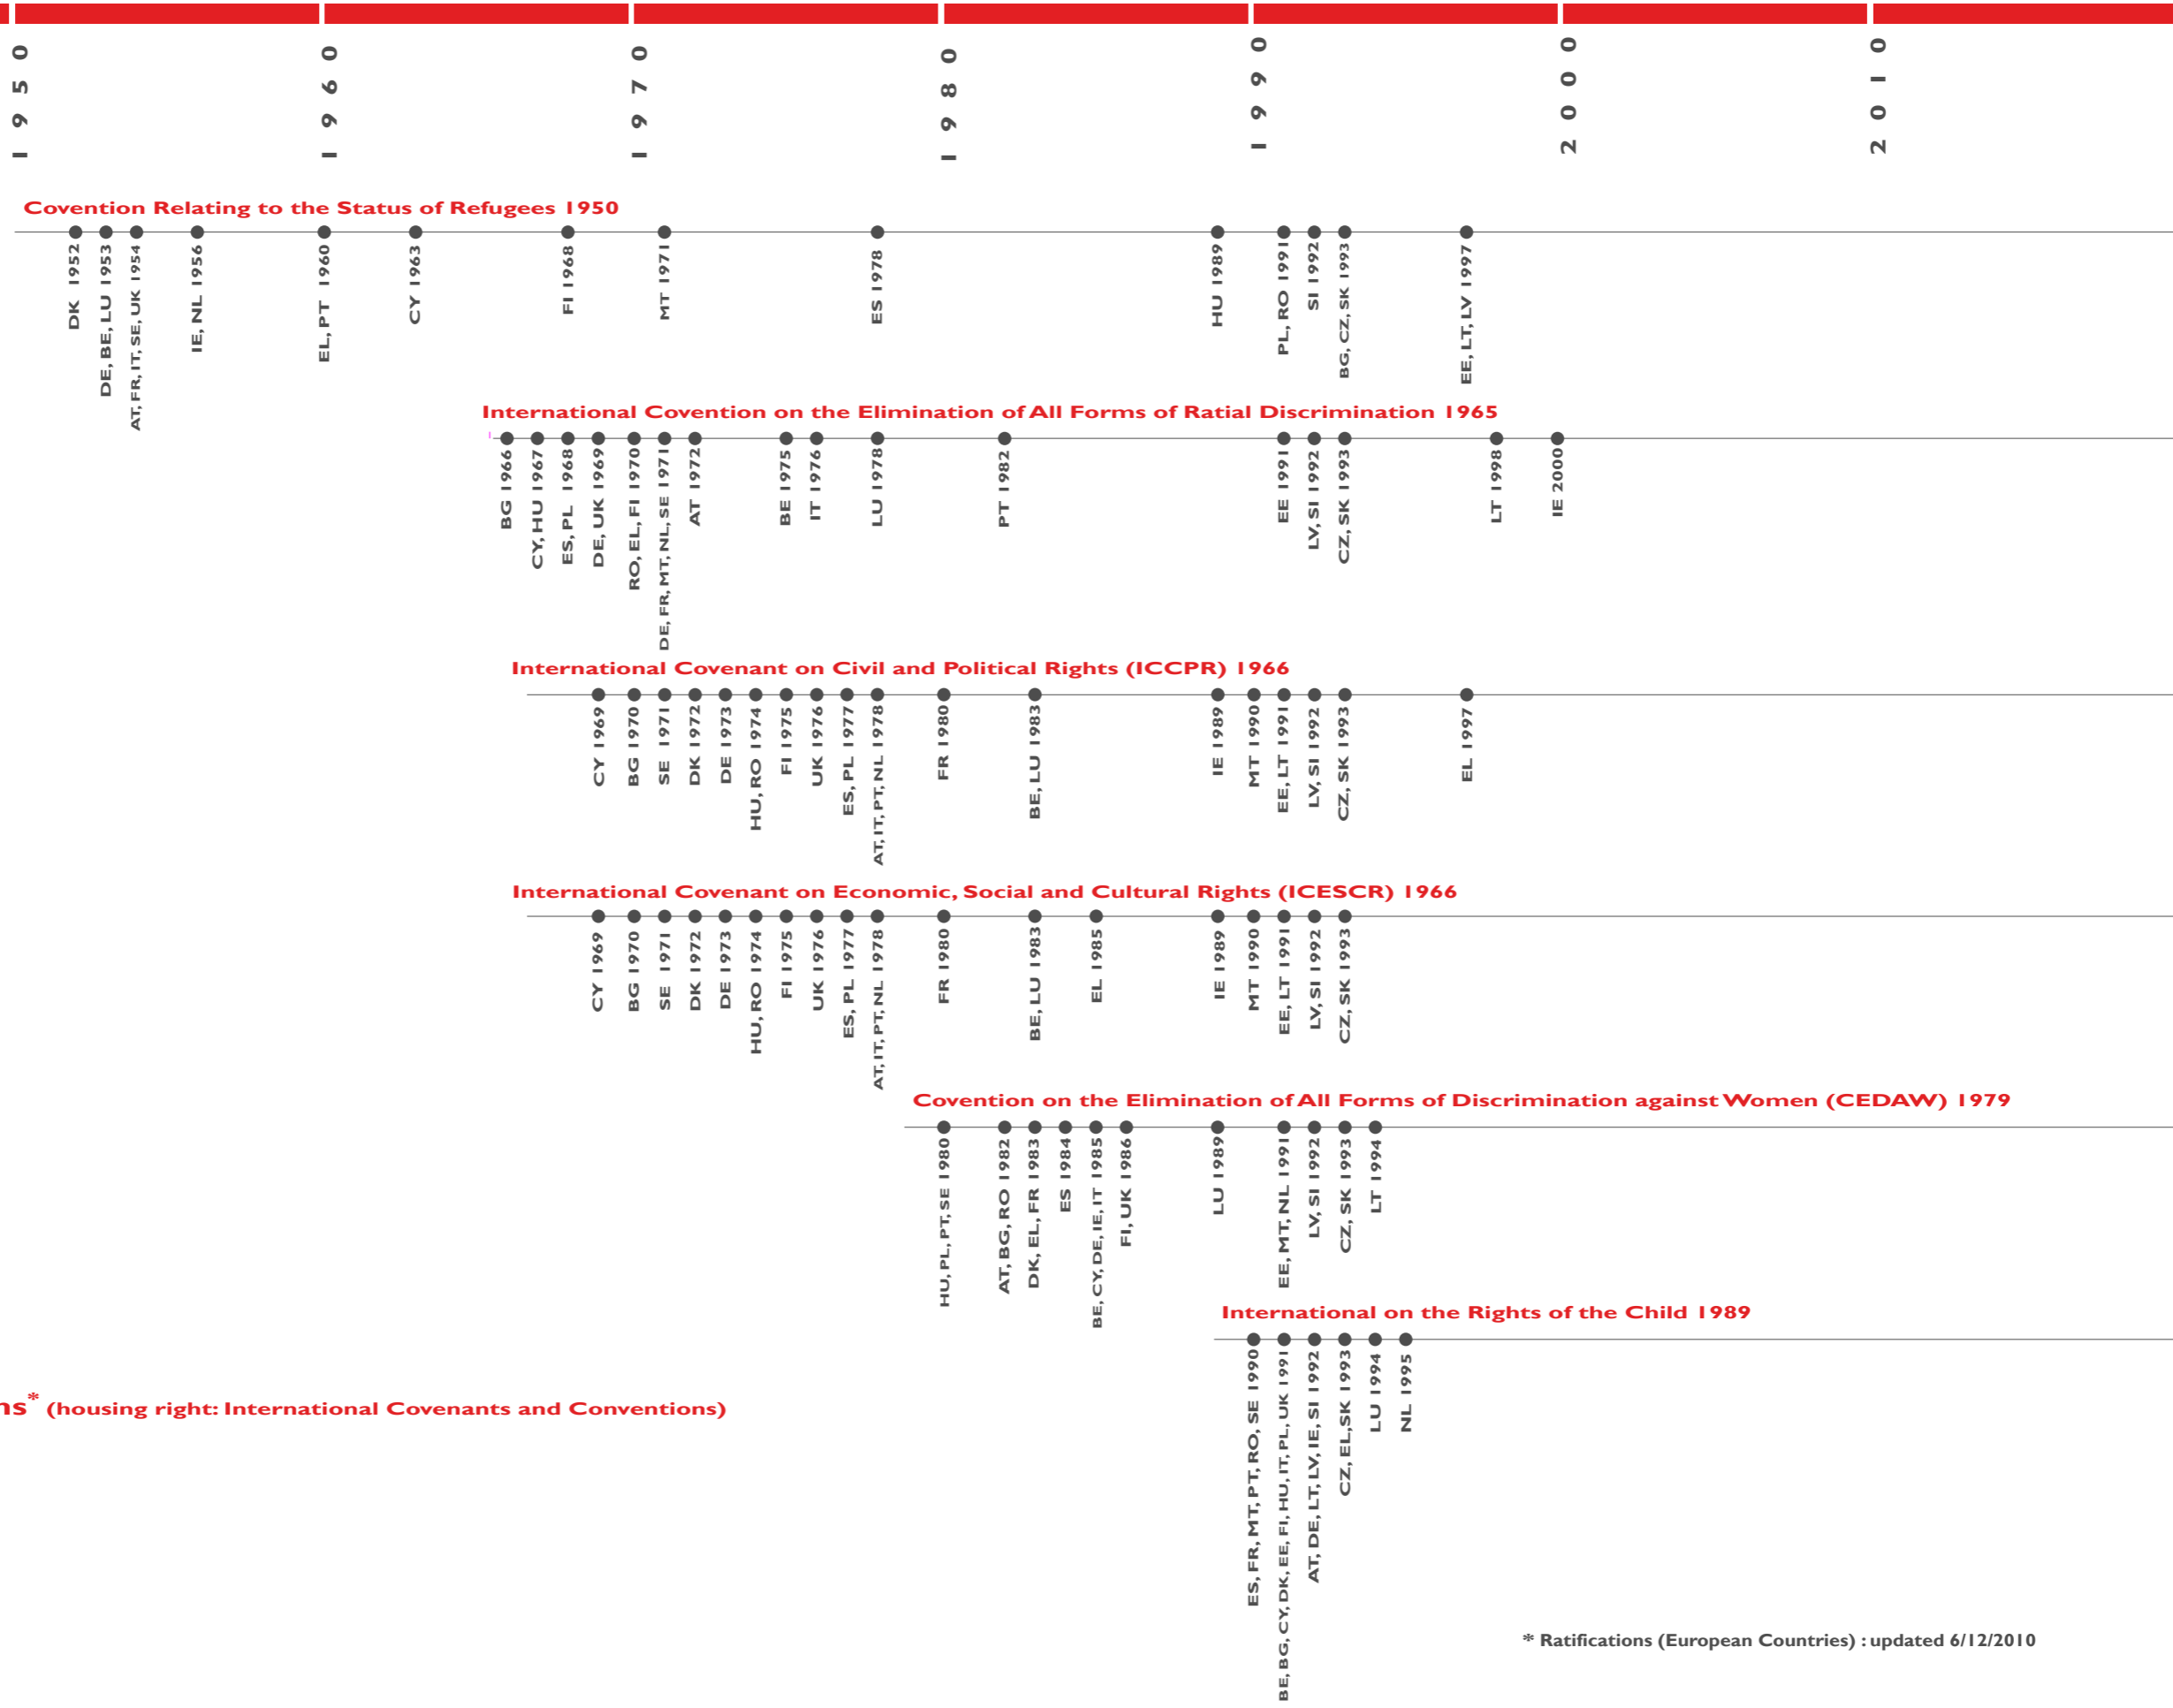 1950
1960
1970
1980
1990
2000
2010
Covention Relating to the Status of Refugees 1950
DK 1952
DE, BE, LU 1953
AT, FR, IT, SE, UK 1954
IE, NL 1956
EL, PT 1960
CY 1963
FI 1968
MT 1971
ES 1978
HU 1989
PL, RO 1991
SI 1992
BG, CZ, SK 1993
EE, LT, LV 1997
International Covention on the Elimination of All Forms of Ratial Discrimination 1965
BG 1966
CY, HU 1967
ES, PL 1968
DE, UK 1969
RO, EL, FI 1970
DE, FR, MT, NL, SE 1971
AT 1972
BE 1975
IT 1976
LU 1978
PT 1982
EE 1991
LV, SI 1992
CZ, SK 1993
LT 1998
IE 2000
International Covenant on Civil and Political Rights (ICCPR) 1966
CY 1969
BG 1970
SE 1971
DK 1972
DE 1973
HU, RO 1974
FI 1975
UK 1976
ES, PL 1977
AT, IT, PT, NL 1978
FR 1980
BE, LU 1983
IE 1989
MT 1990
EE, LT 1991
LV, SI 1992
CZ, SK 1993
EL 1997
International Covenant on Economic, Social and Cultural Rights (ICESCR) 1966
CY 1969
BG 1970
SE 1971
DK 1972
DE 1973
HU, RO 1974
FI 1975
UK 1976
ES, PL 1977
AT, IT, PT, NL 1978
FR 1980
BE, LU 1983
EL 1985
IE 1989
MT 1990
EE, LT 1991
LV, SI 1992
CZ, SK 1993
Covention on the Elimination of All Forms of Discrimination against Women (CEDAW) 1979
HU, PL, PT, SE 1980
AT, BG, RO 1982
DK, EL, FR 1983
ES 1984
BE, CY, DE, IE, IT 1985
FI, UK 1986
LU 1989
EE, MT, NL 1991
LV, SI 1992
CZ, SK 1993
LT 1994
International on the Rights of the Child 1989
ES, FR, MT, PT, RO, SE 1990
BE, BG, CY, DK, EE, FI, HU, IT, PL, UK 1991
AT, DE, LT, LV, IE, SI 1992
CZ, EL,SK 1993
LU 1994
NL 1995
ns* (housing right: International Covenants and Conventions)
* Ratifications (European Countries) : updated 6/12/2010